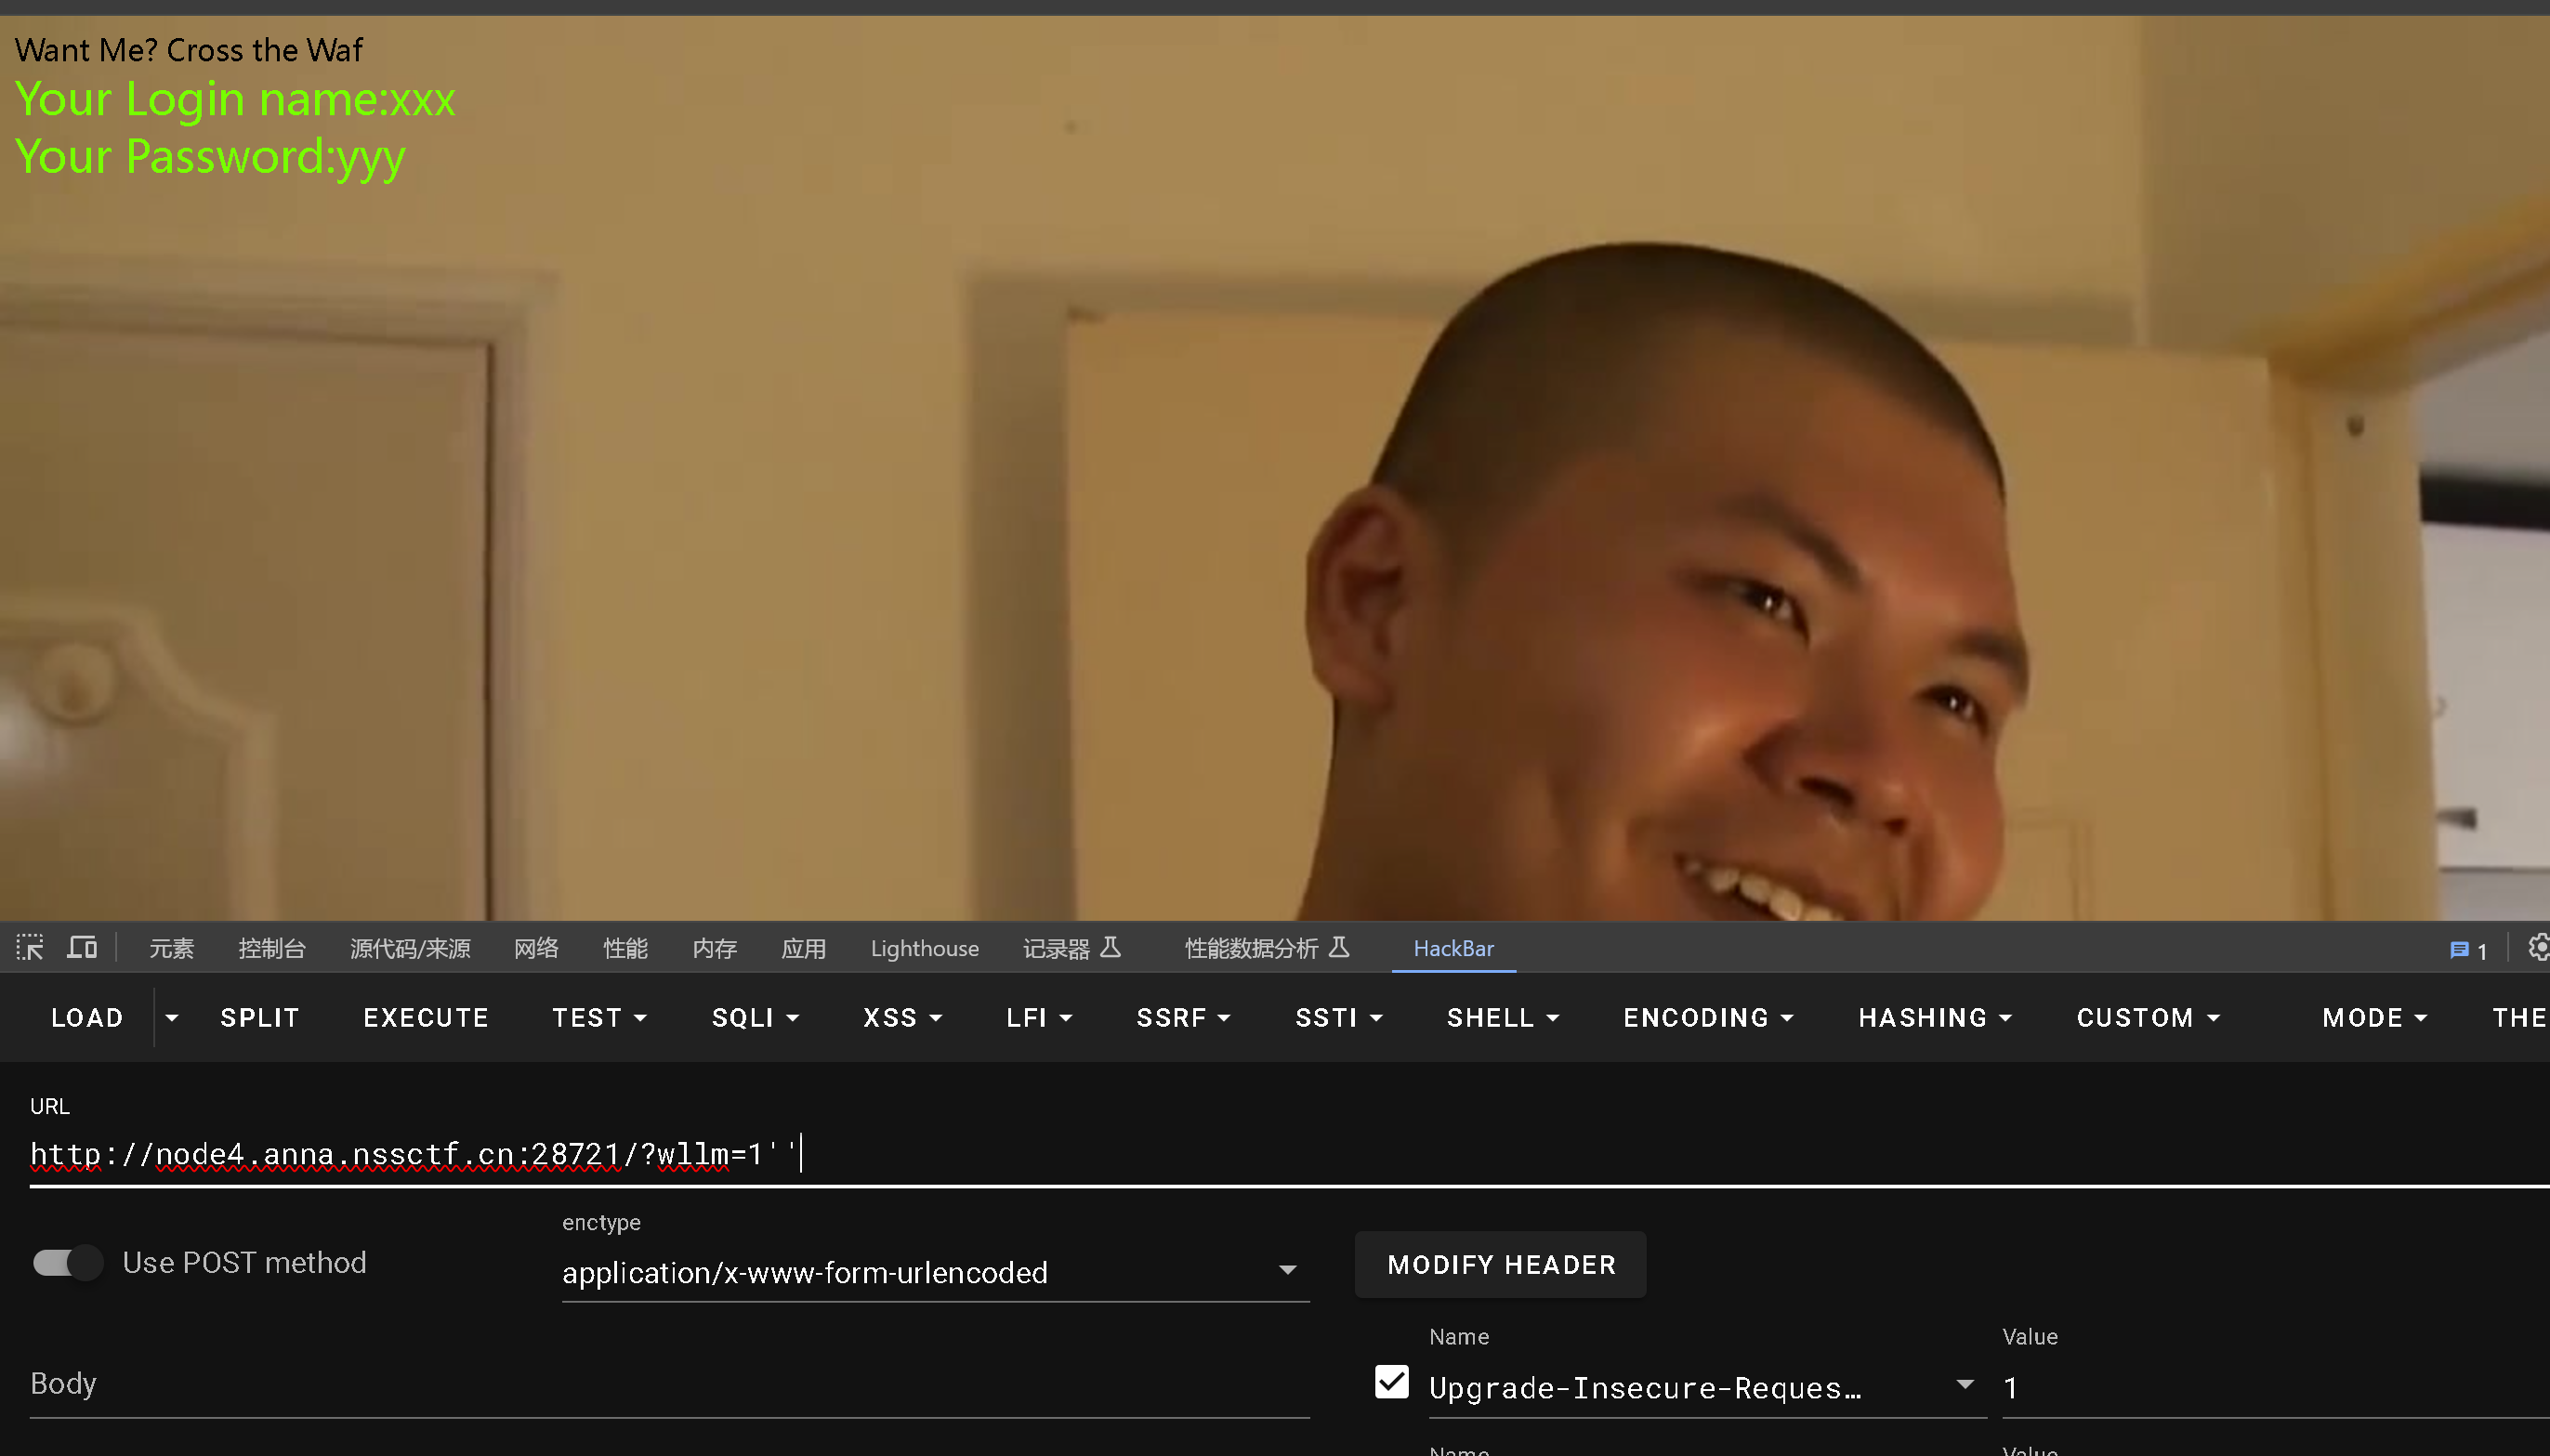 Want Me? Cross the Waf
Your Login name:xxx
Your Password:yyy
元素 控制台 源代码/来源 网络 性能 内存 应用 Lighthouse 记录器 性能数据分析 HackBar 1
LOAD SPLIT EXECUTE TEST SQLI XSS LFI SSRF SSTI SHELL ENCODING HASHING CUSTOM MODE THE
URL
http://node4.anna.nssctf.cn:28721/?wllm=1''
Use POST method
enctype
application/x-www-form-urlencoded
MODIFY HEADER
Name Value
Body
Upgrade-Insecure-Reques… 1
Name Value